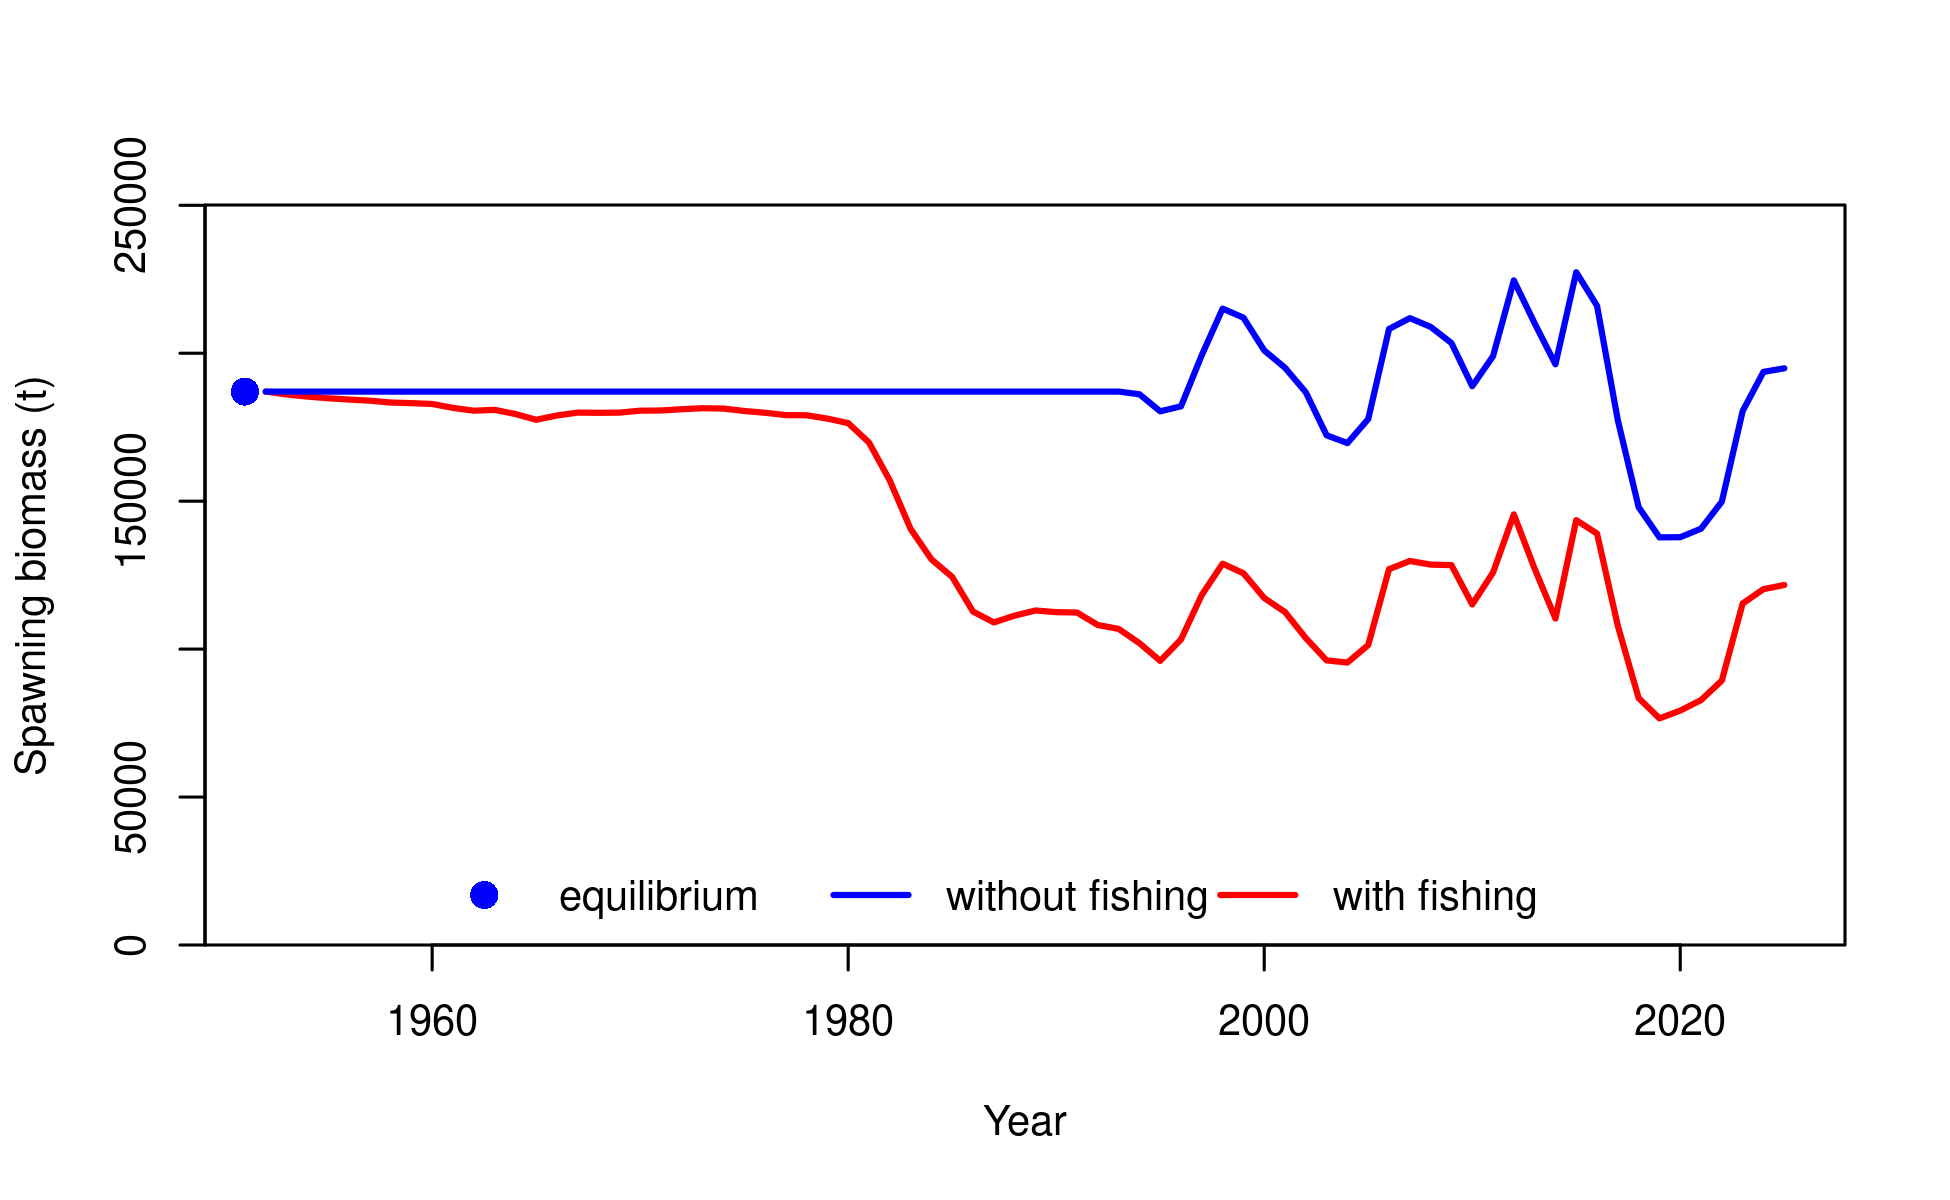 Spawning biomass (t)
250000
150000
50000
0
equilibrium without fishing with fishing
1960 1980 2000 2020
Year